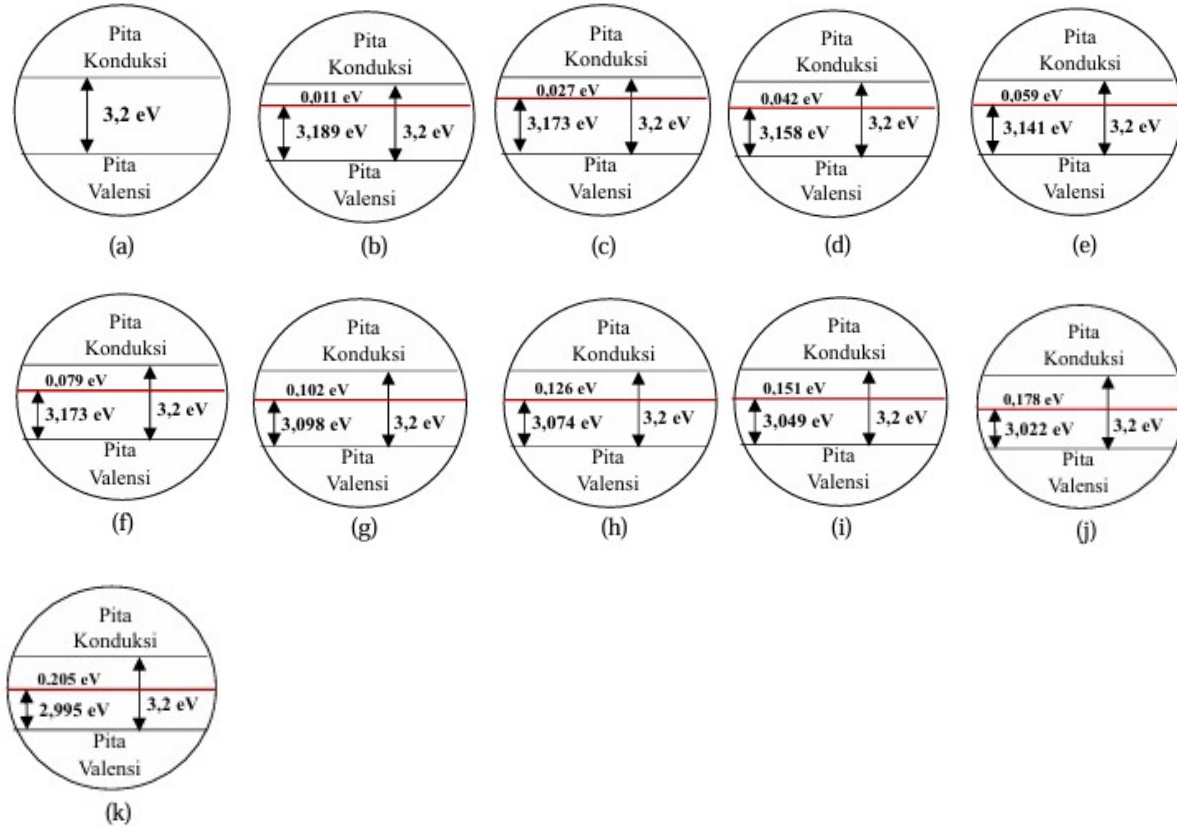 Pita
Konduksi
3,2 eV
Pita
Valensi
(a)
Pita
Konduksi
0,011 eV
3,189 eV
3,2 eV
Pita
Valensi
(b)
Pita
Konduksi
0,027 eV
3,173 eV
3,2 eV
Pita
Valensi
(c)
Pita
Konduksi
0,042 eV
3,158 eV
3,2 eV
Pita
Valensi
(d)
Pita
Konduksi
0,059 eV
3,141 eV
3,2 eV
Pita
Valensi
(e)
Pita
Konduksi
0,079 eV
3,173 eV
3,2 eV
Pita
Valensi
(f)
Pita
Konduksi
0,102 eV
3,098 eV
3,2 eV
Pita
Valensi
(g)
Pita
Konduksi
0,126 eV
3,074 eV
3,2 eV
Pita
Valensi
(h)
Pita
Konduksi
0,151 eV
3,049 eV
3,2 eV
Pita
Valensi
(i)
Pita
Konduksi
0,178 eV
3,022 eV
3,2 eV
Pita
Valensi
(j)
Pita
Konduksi
0.205 eV
2,995 eV
3,2 eV
Pita
Valensi
(k)